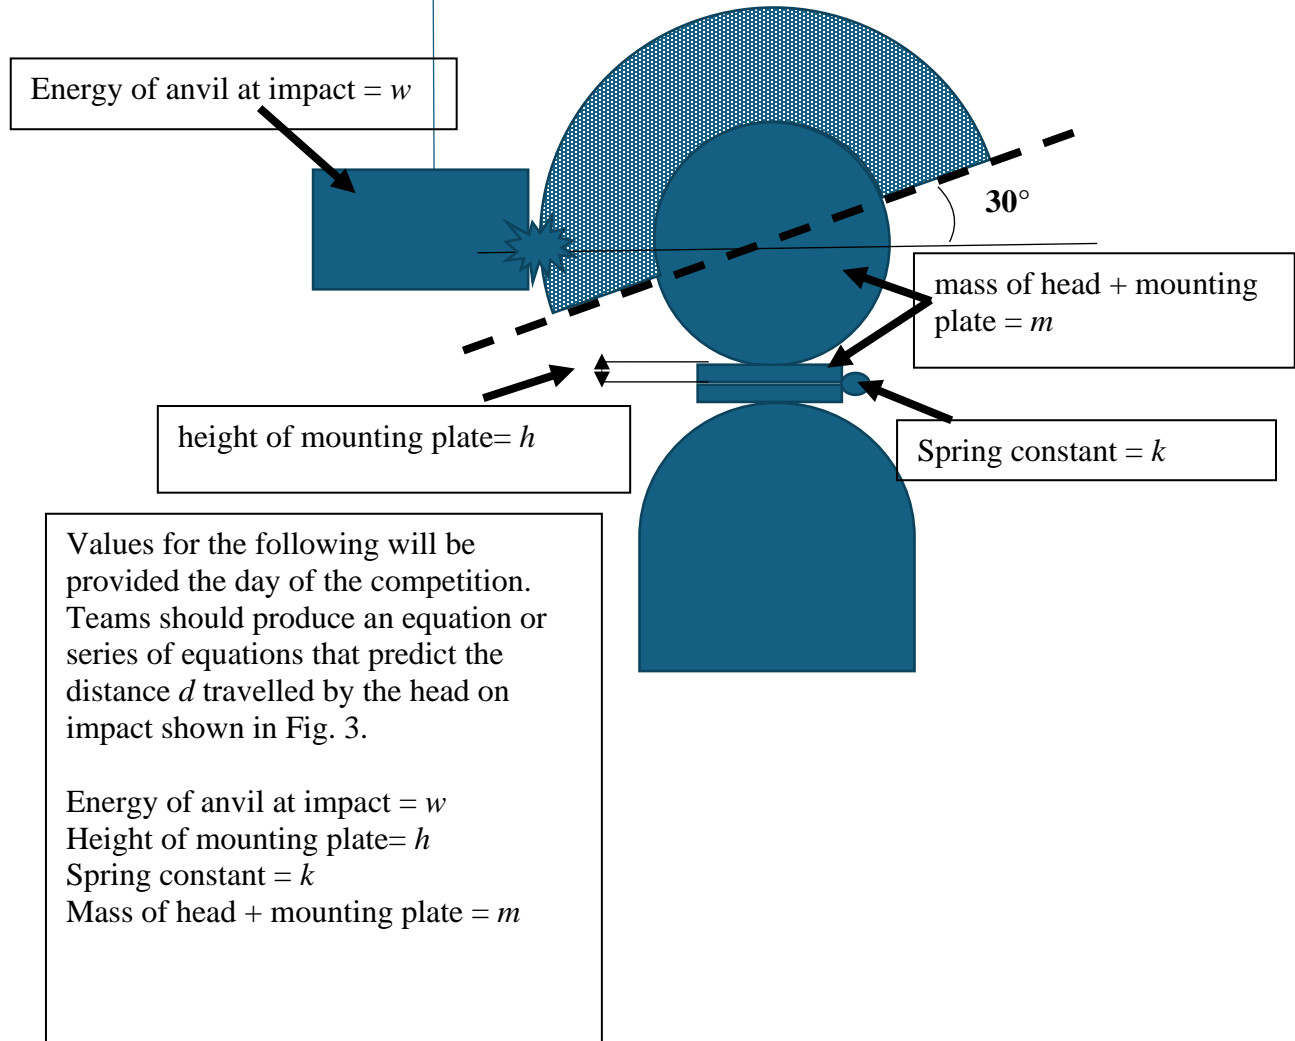 Energy of anvil at impact = w
30°
mass of head + mounting
plate = m
height of mounting plate= h
Spring constant = k
Values for the following will be
provided the day of the competition.
Teams should produce an equation or
series of equations that predict the
distance d travelled by the head on
impact shown in Fig. 3.
Energy of anvil at impact = w
Height of mounting plate= h
Spring constant = k
Mass of head + mounting plate = m